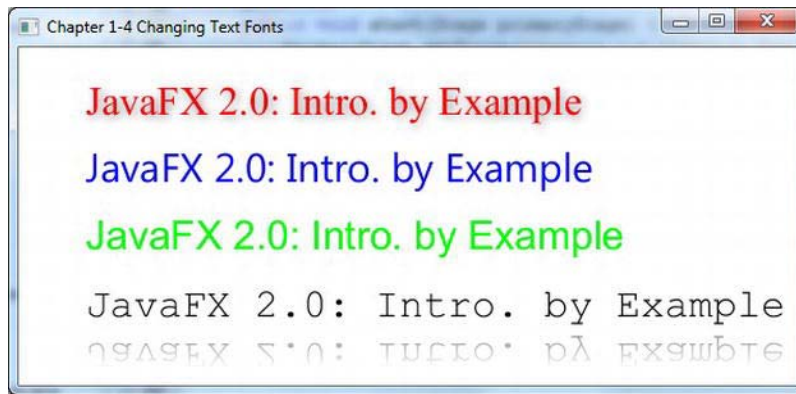 Chapter 1-4 Changing Text Fonts
JavaFX 2.0: Intro. by Example
JavaFX 2.0: Intro. by Example
JavaFX 2.0: Intro. by Example
JavaFX 2.0: Intro. by Example